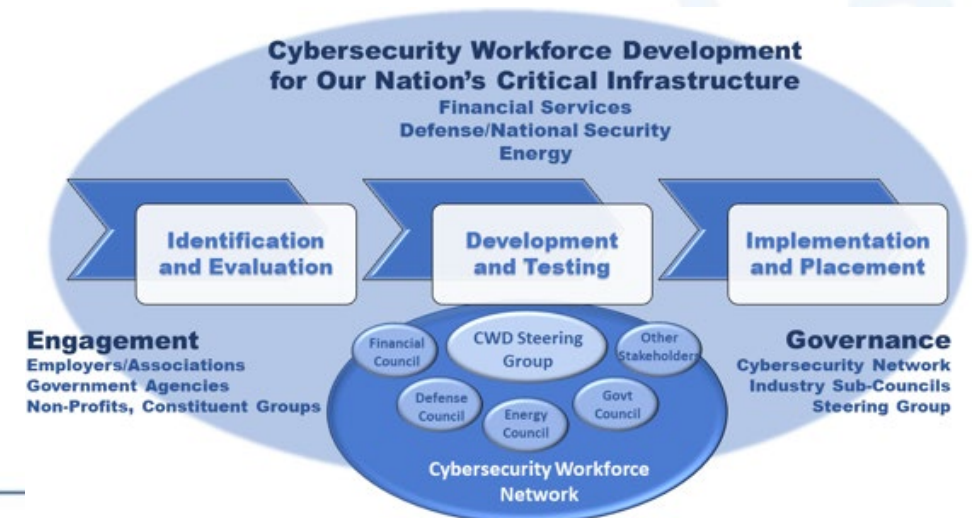 Cybersecurity Workforce Development
for Our Nation's Critical Infrastructure
Financial Services
Defense/National Security
Energy
Identification
and Evaluation
Development
and Testing
Implementation
and Placement
Engagement
Employers/Associations
Government Agencies
Non-Profits, Constituent Groups
Financial
Council
CWD Steering
Group
Other
Stakeholders
Defense
Council
Energy
Council
Govt
Council
Cybersecurity Workforce
Network
Governance
Cybersecurity Network
Industry Sub-Councils
Steering Group